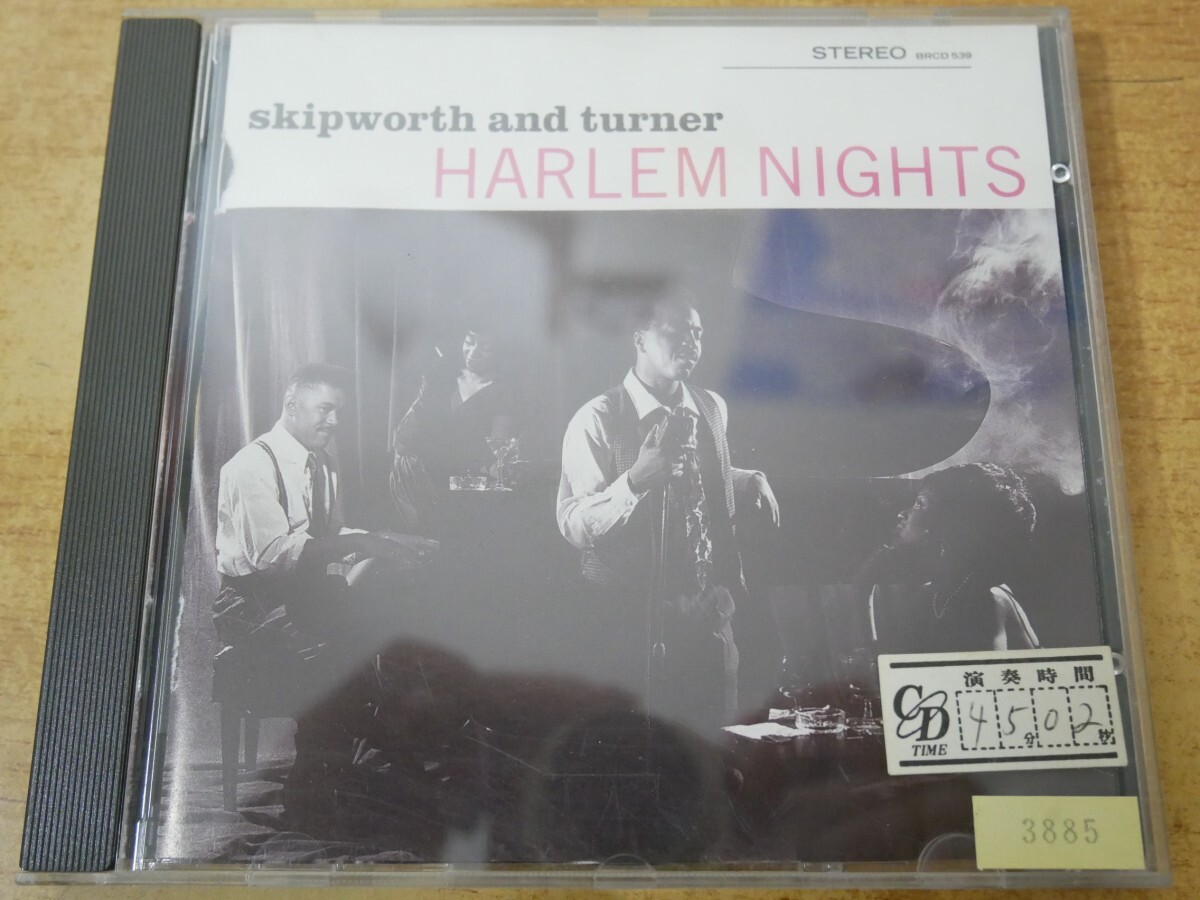 STEREO BRCD 539
skipworth and turner
HARLEM NIGHTS
演奏時間
CD
TIME
45分02秒
3885